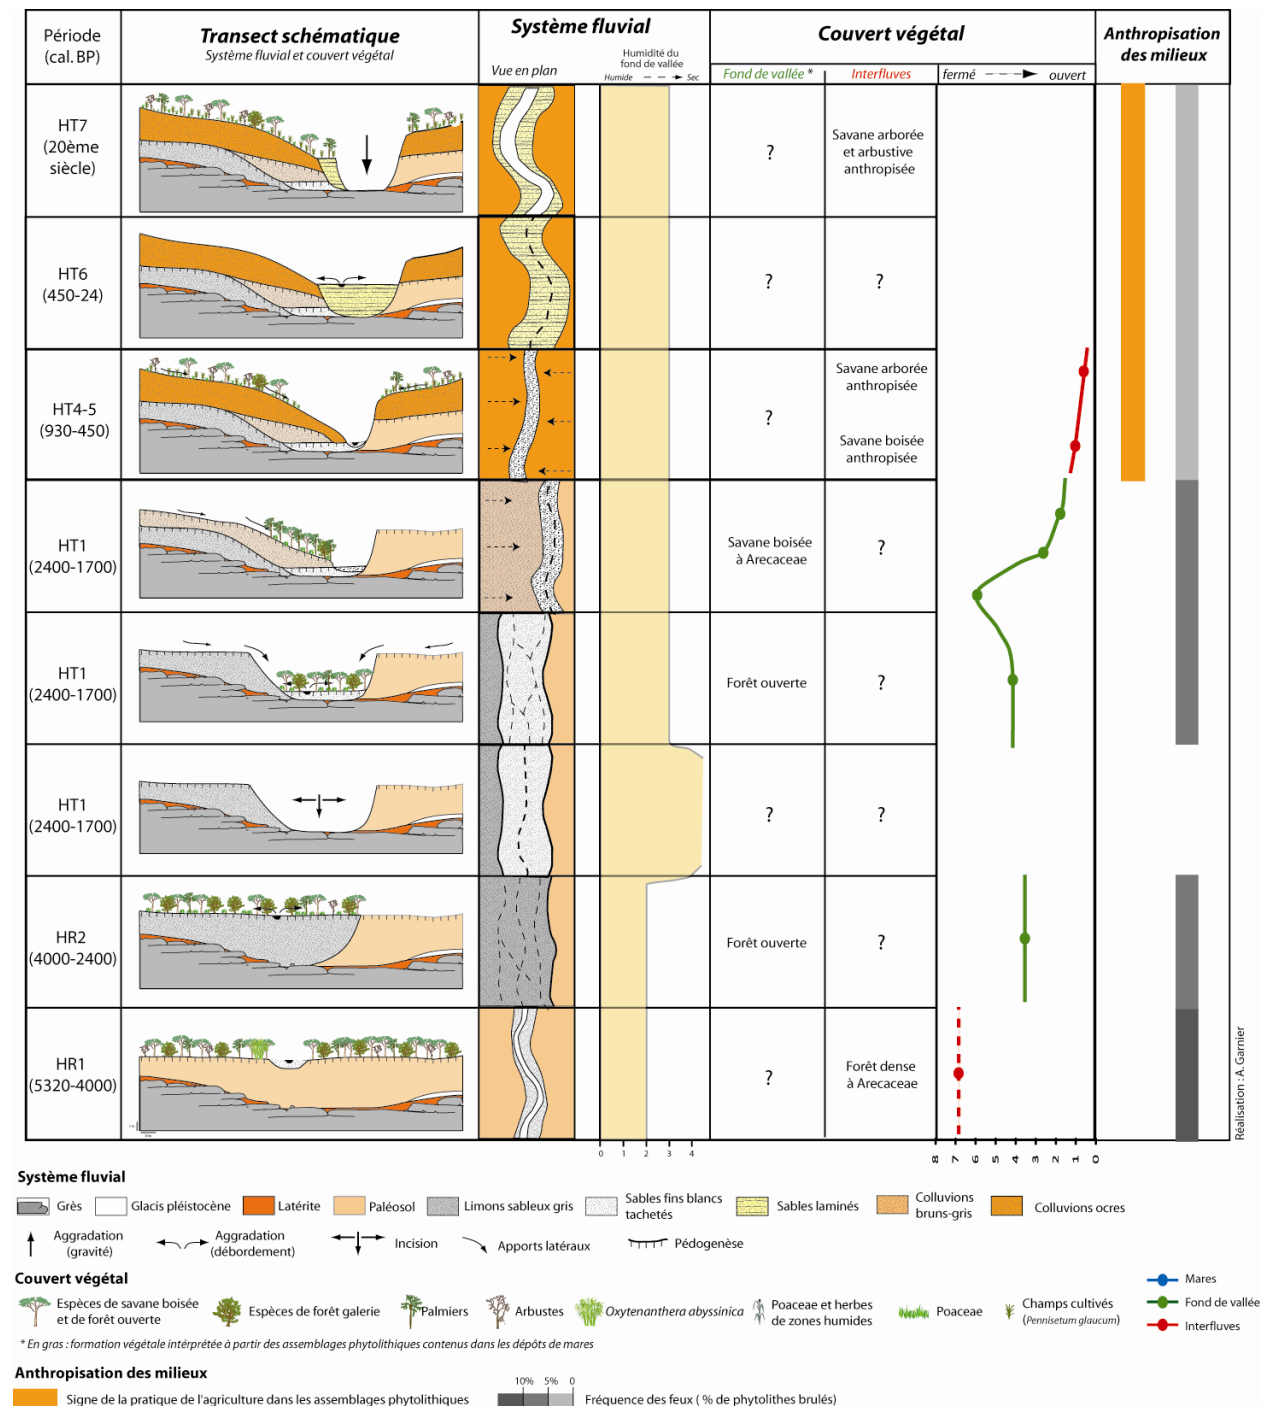 Période
(cal. BP)
Transect schématique
Système fluvial et couvert végétal
Système fluvial
Vue en plan
Humidité du
fond de vallée
Humide
Sec
Couvert végétal
Fond de vallée *
Interfluves
fermé
ouvert
Anthropisation
des milieux
HT7
(20ème
siècle)
?
Savane arborée
et arbustive
anthropisée
HT6
(450-24)
?
?
HT4-5
(930-450)
?
Savane arborée
anthropisée
Savane boisée
anthropisée
HT1
(2400-1700)
Savane boisée
à Arecaceae
?
HT1
(2400-1700)
Forêt ouverte
?
HT1
(2400-1700)
?
?
HR2
(4000-2400)
Forêt ouverte
?
HR1
(5320-4000)
?
Forêt dense
à Arecaceae
0 1 2 3 4
8 7 6 5 4 3 2 1 0
Réalisation : A. Garnier
Système fluvial
Grès
Glacis pléistocène
Latérite
Paléosol
Limons sableux gris
Sables fins blancs
tachetés
Sables laminés
Colluvions
bruns-gris
Colluvions ocres
Aggradation
(gravité)
Aggradation
(débordement)
Incision
Apports latéraux
Pédogenèse
Couvert végétal
Espèces de savane boisée
et de forêt ouverte
Espèces de forêt galerie
Palmiers
Arbustes
Oxytenanthera abyssinica
Poaceae et herbes
de zones humides
Poaceae
Champs cultivés
(Pennisetum glaucum)
Mares
Fond de vallée
Interfluves
* En gras : formation végétale intérprétée à partir des assemblages phytolithiques contenus dans les dépôts de mares
Anthropisation des milieux
Signe de la pratique de l'agriculture dans les assemblages phytolithiques
10% 5% 0
Fréquence des feux ( % de phytolithes brulés)